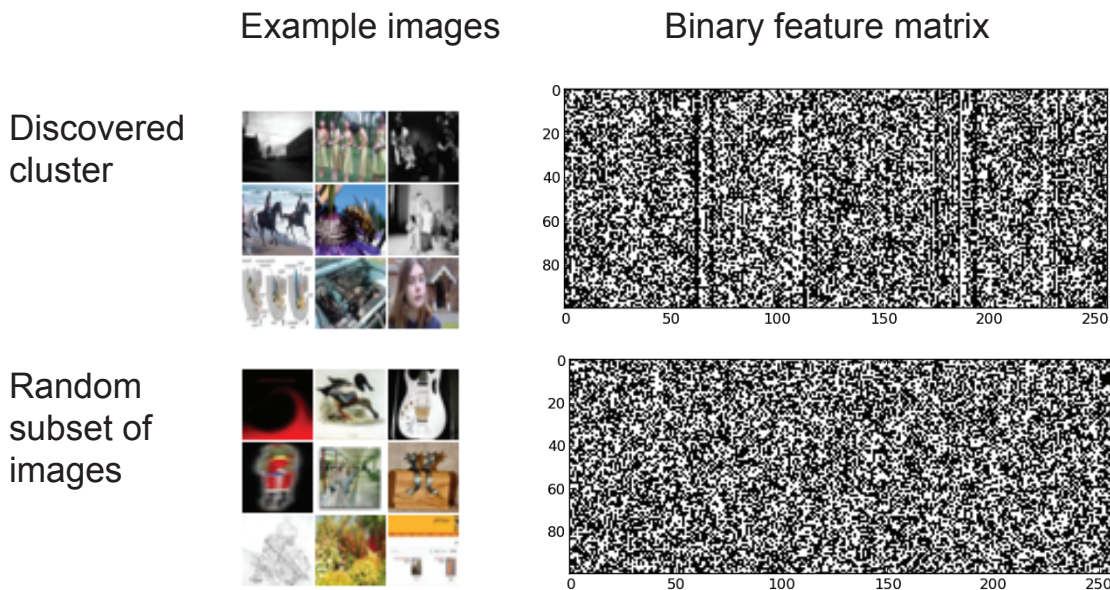 Example images
Binary feature matrix
Discovered
cluster
0
20
40
60
80
0 50 100 150 200 250
Random
subset of
images
0
20
40
60
80
0 50 100 150 200 250